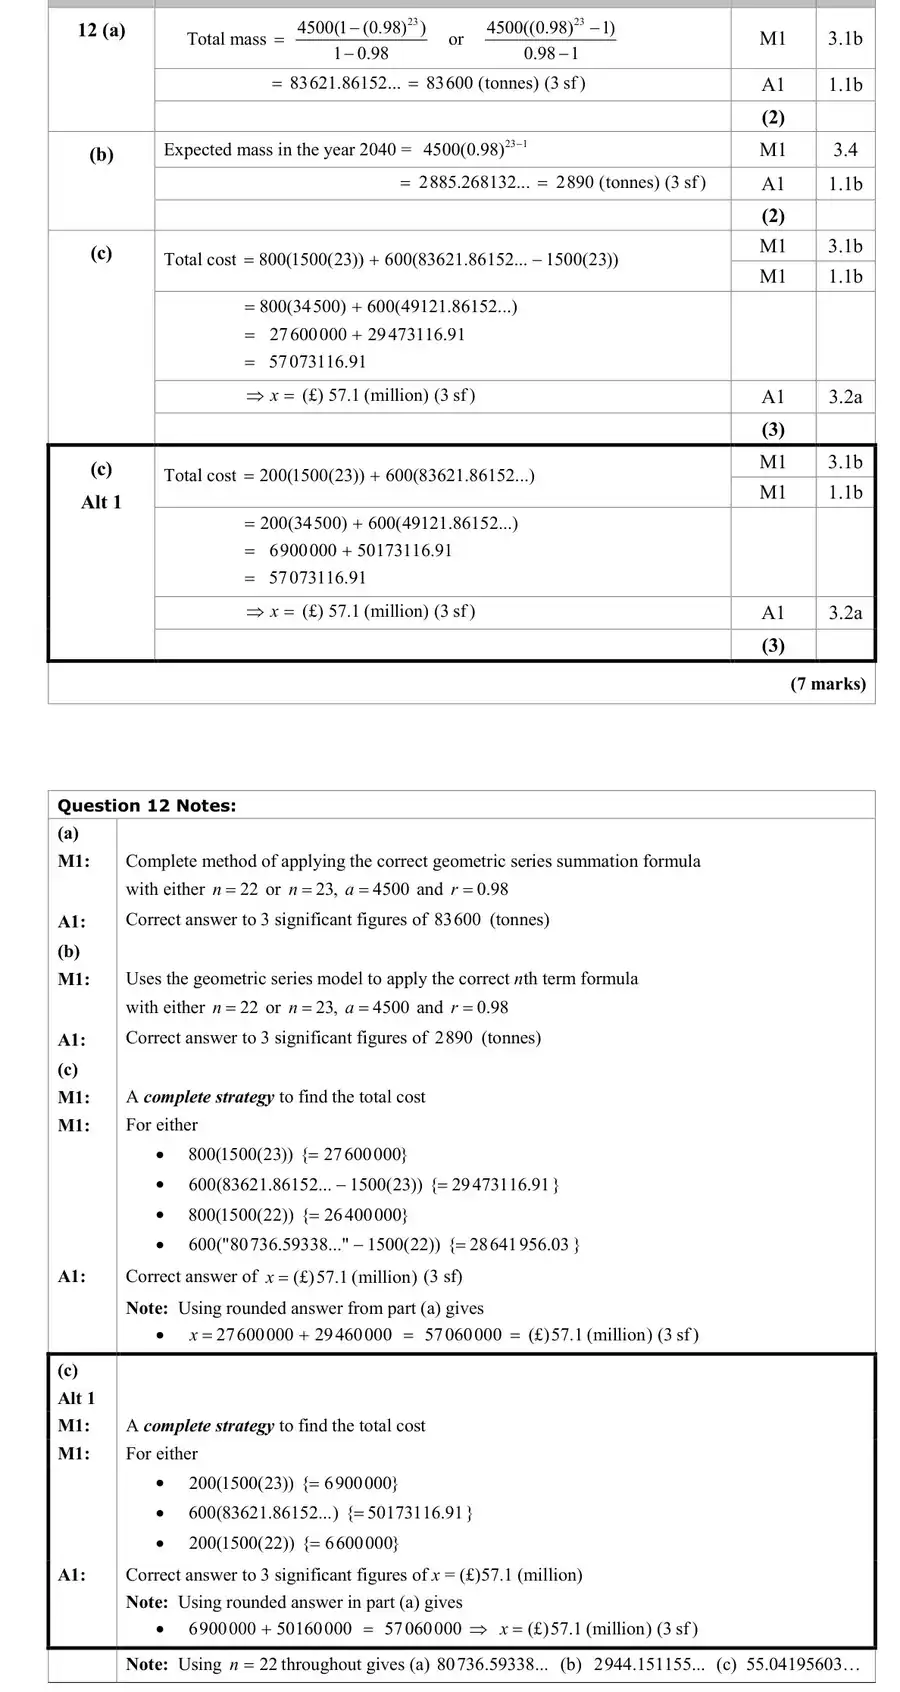 12 (a)
Total mass = 4500(1 − (0.98)²³) / 1 − 0.98 or 4500((0.98)²³ − 1) / 0.98 − 1 M1 3.1b
= 83621.86152... = 83600 (tonnes) (3 sf) A1 1.1b
(2)
(b) Expected mass in the year 2040 = 4500(0.98)²³⁻¹ M1 3.4
= 2885.268132... = 2890 (tonnes) (3 sf) A1 1.1b
(2)
(c) Total cost = 800(1500(23)) + 600(83621.86152... − 1500(23)) M1 3.1b
M1 1.1b
= 800(34500) + 600(49121.86152...)
= 27600000 + 29473116.91
= 57073116.91
⇒ x = (£) 57.1 (million) (3 sf) A1 3.2a
(3)
(c)
Alt 1
Total cost = 200(1500(23)) + 600(83621.86152...) M1 3.1b
M1 1.1b
= 200(34500) + 600(49121.86152...)
= 6900000 + 50173116.91
= 57073116.91
⇒ x = (£) 57.1 (million) (3 sf) A1 3.2a
(3)
(7 marks)
Question 12 Notes:
(a)
M1: Complete method of applying the correct geometric series summation formula
with either n = 22 or n = 23, a = 4500 and r = 0.98
A1: Correct answer to 3 significant figures of 83600 (tonnes)
(b)
M1: Uses the geometric series model to apply the correct nth term formula
with either n = 22 or n = 23, a = 4500 and r = 0.98
A1: Correct answer to 3 significant figures of 2890 (tonnes)
(c)
M1: A complete strategy to find the total cost
M1: For either
• 800(1500(23)) {= 27600000}
• 600(83621.86152... − 1500(23)) {= 29473116.91 }
• 800(1500(22)) {= 26400000}
• 600("80736.59338..." − 1500(22)) {= 28641956.03 }
A1: Correct answer of x = (£)57.1 (million) (3 sf)
Note: Using rounded answer from part (a) gives
• x = 27600000 + 29460000 = 57060000 = (£)57.1 (million) (3 sf)
(c)
Alt 1
M1: A complete strategy to find the total cost
M1: For either
• 200(1500(23)) {= 6900000}
• 600(83621.86152...) {= 50173116.91 }
• 200(1500(22)) {= 6600000}
A1: Correct answer to 3 significant figures of x = (£)57.1 (million)
Note: Using rounded answer in part (a) gives
• 6900000 + 50160000 = 57060000 ⇒ x = (£)57.1 (million) (3 sf)
Note: Using n = 22 throughout gives (a) 80736.59338... (b) 2944.151155... (c) 55.04195603…